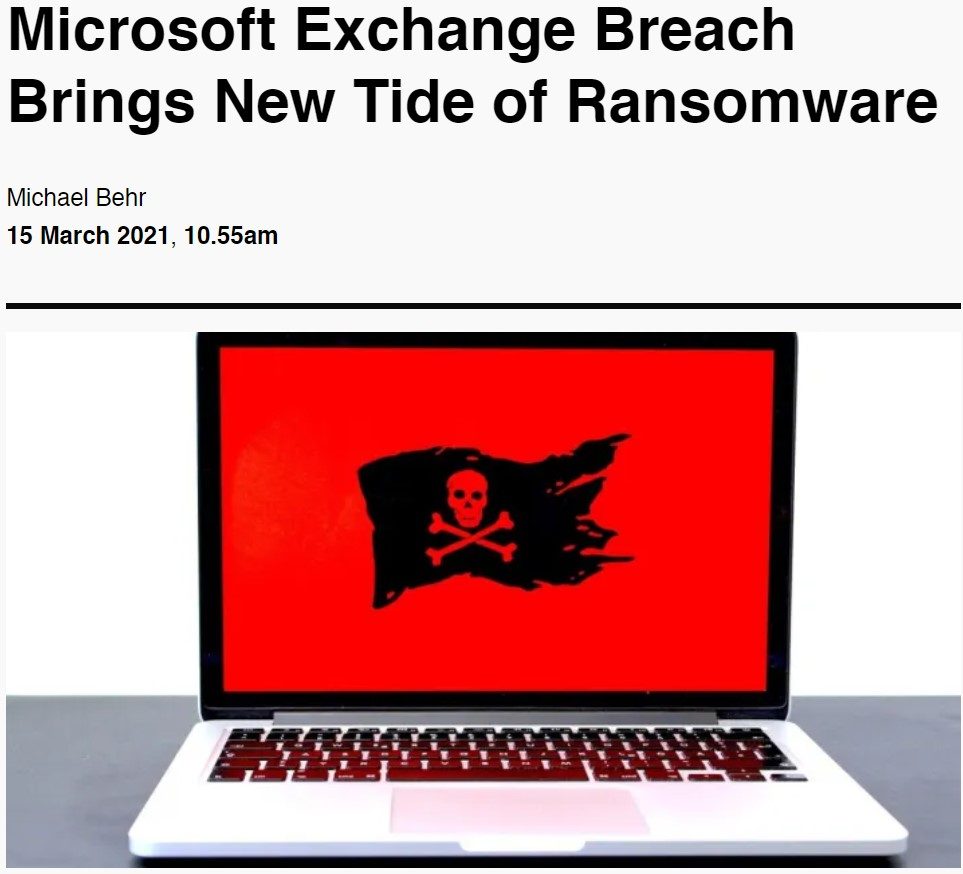 Microsoft Exchange Breach
Brings New Tide of Ransomware
Michael Behr
15 March 2021, 10.55am